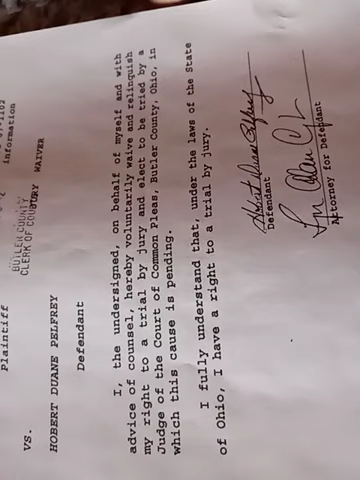 Plaintiff
information
VS.
BUTLER COUNTY
CLERK OF COURTS
JURY WAIVER
HOBERT DUANE PELFREY
Defendant
I, the undersigned, on behalf of myself and with
advice of counsel, hereby voluntarily waive and relinquish
my right to a trial by jury and elect to be tried by a
Judge of the Court of Common Pleas, Butler County, Ohio, in
which this cause is pending.
I fully understand that, under the laws of the State
of Ohio, I have a right to a trial by jury.
Hobert Duane Pelfrey
Defendant
Attorney for Defendant